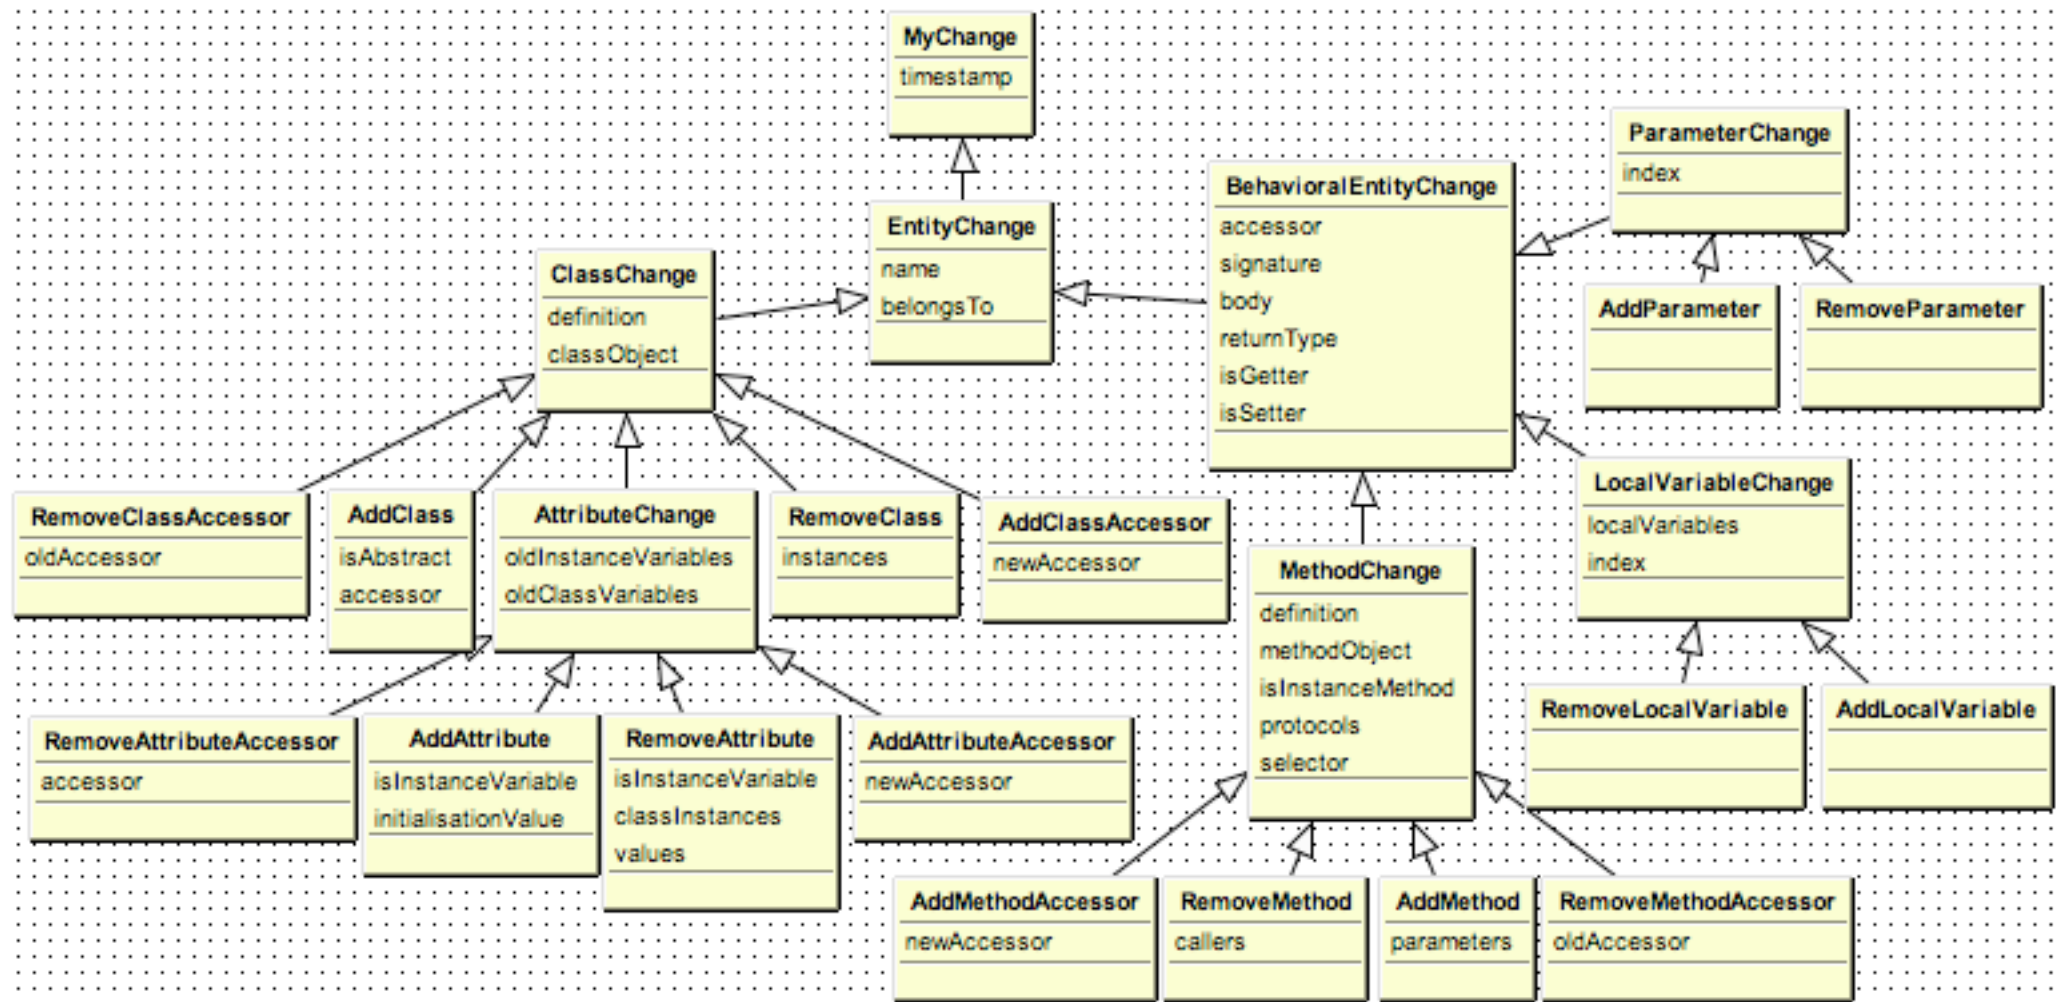 MyChange
timestamp
EntityChange
name
belongsTo
ClassChange
definition
classObject
BehavioralEntityChange
accessor
signature
body
returnType
isGetter
isSetter
ParameterChange
index
AddParameter
RemoveParameter
RemoveClassAccessor
oldAccessor
AddClass
isAbstract
accessor
AttributeChange
oldInstanceVariables
oldClassVariables
RemoveClass
instances
AddClassAccessor
newAccessor
MethodChange
definition
methodObject
isInstanceMethod
protocols
selector
LocalVariableChange
localVariables
index
RemoveLocalVariable
AddLocalVariable
RemoveAttributeAccessor
accessor
AddAttribute
isInstanceVariable
initialisationValue
RemoveAttribute
isInstanceVariable
classInstances
values
AddAttributeAccessor
newAccessor
AddMethodAccessor
newAccessor
RemoveMethod
callers
AddMethod
parameters
RemoveMethodAccessor
oldAccessor